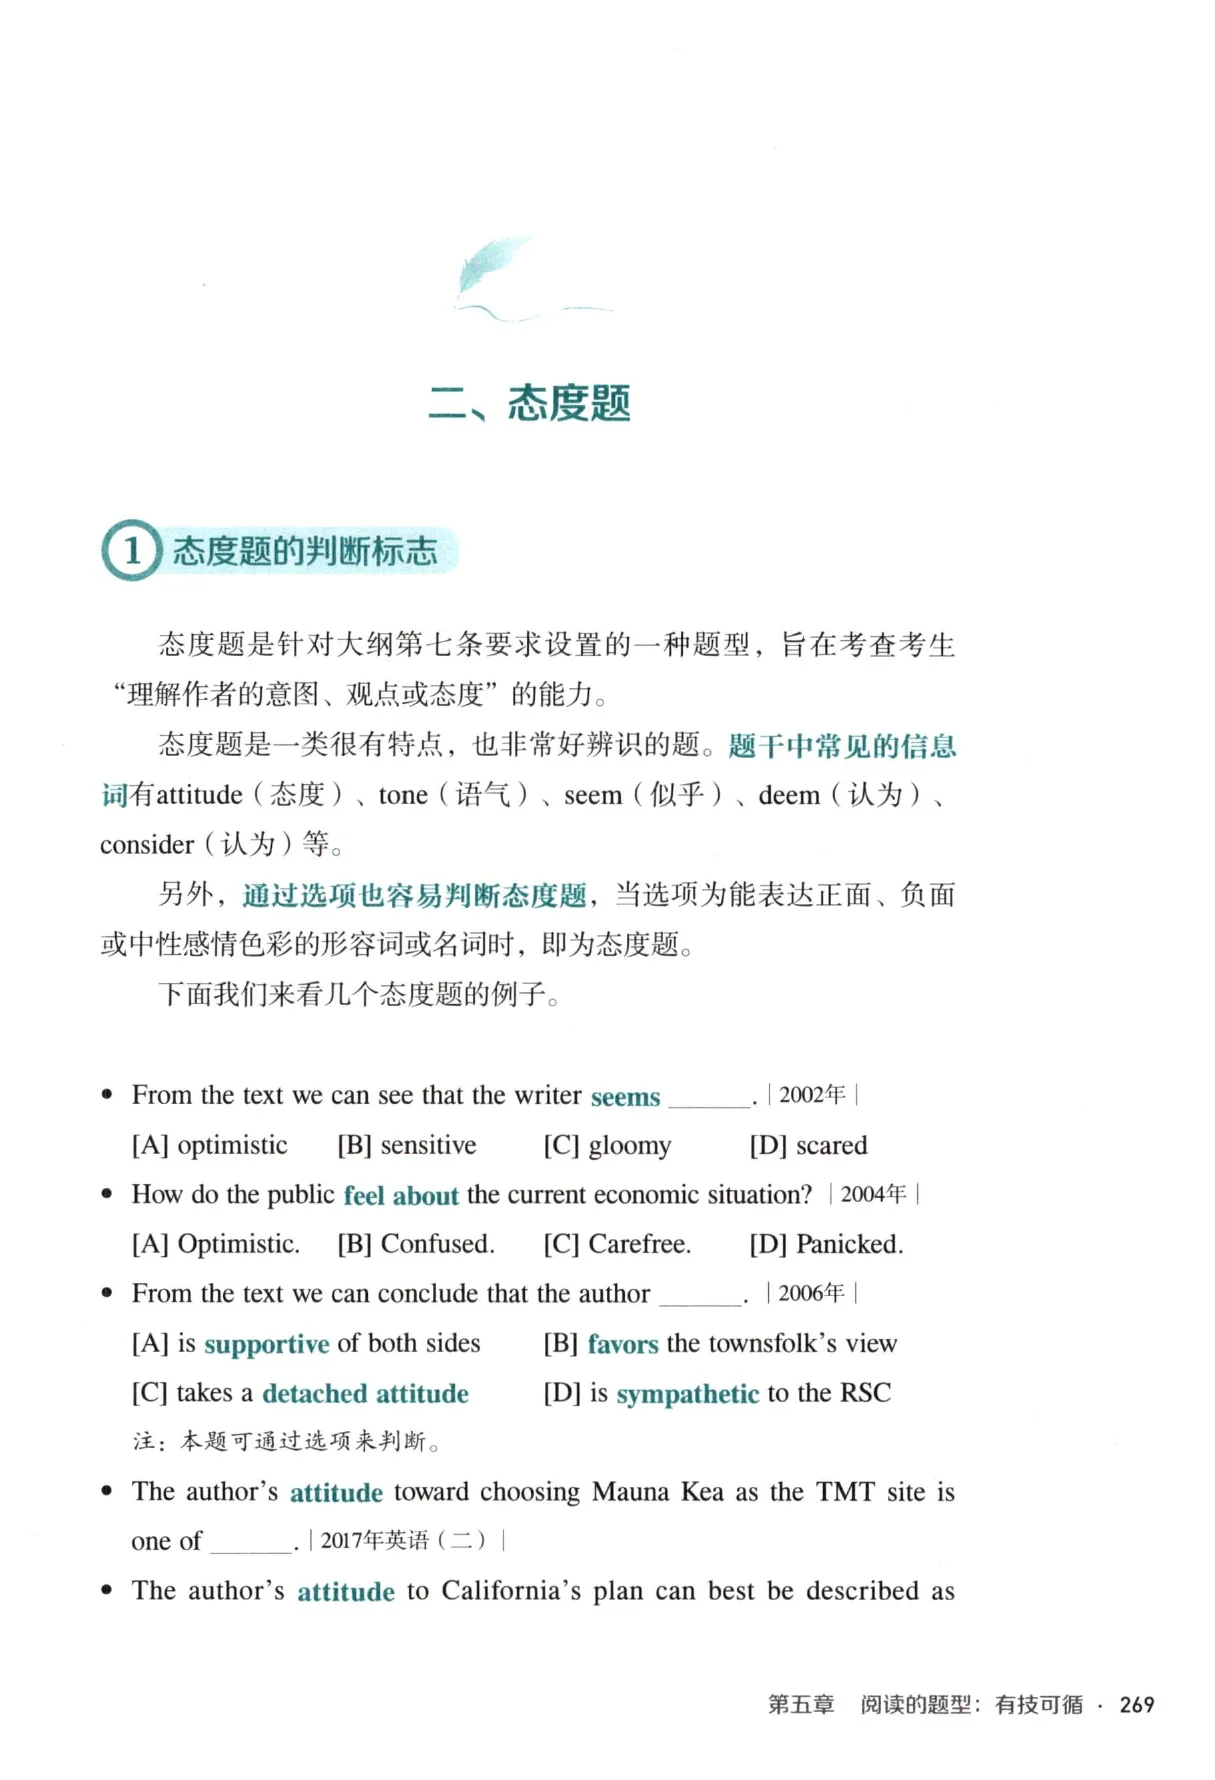 二、态度题
1 态度题的判断标志
态度题是针对大纲第七条要求设置的一种题型，旨在考查考生
“理解作者的意图、观点或态度”的能力。
态度题是一类很有特点，也非常好辨识的题。题干中常见的信息
词有attitude（态度）、tone（语气）、seem（似乎）、deem（认为）、
consider（认为）等。
另外，通过选项也容易判断态度题，当选项为能表达正面、负面
或中性感情色彩的形容词或名词时，即为态度题。
下面我们来看几个态度题的例子。
• From the text we can see that the writer seems ______. | 2002年 |
[A] optimistic [B] sensitive [C] gloomy [D] scared
• How do the public feel about the current economic situation? | 2004年 |
[A] Optimistic. [B] Confused. [C] Carefree. [D] Panicked.
• From the text we can conclude that the author ______. | 2006年 |
[A] is supportive of both sides [B] favors the townsfolk’s view
[C] takes a detached attitude [D] is sympathetic to the RSC
注：本题可通过选项来判断。
• The author’s attitude toward choosing Mauna Kea as the TMT site is
one of ______. | 2017年英语（二） |
• The author’s attitude to California’s plan can best be described as
第五章 阅读的题型：有技可循 · 269